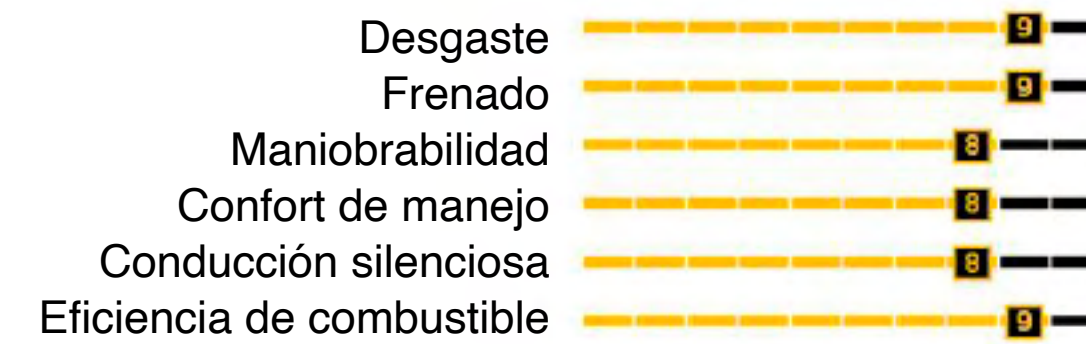 Desgaste 9
Frenado 9
Maniobrabilidad 8
Confort de manejo 8
Conducción silenciosa 8
Eficiencia de combustible 9